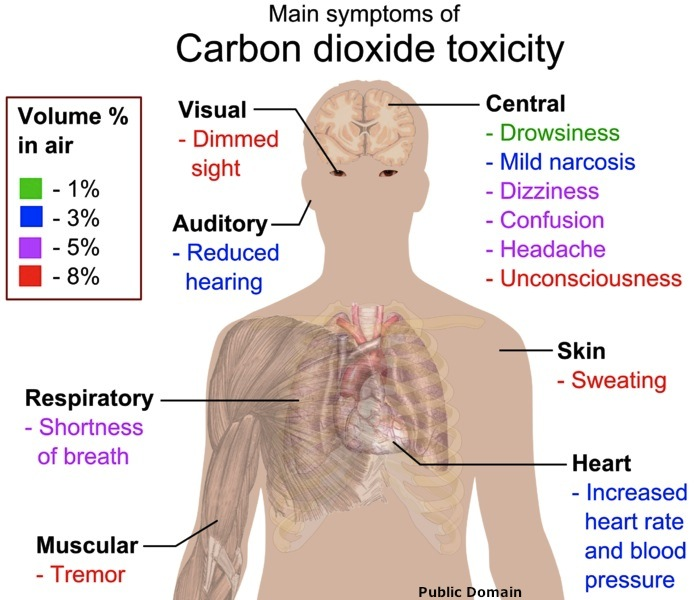 Main symptoms of
Carbon dioxide toxicity
Volume %
in air
- 1%
- 3%
- 5%
- 8%
Visual
- Dimmed
sight
Auditory
- Reduced
hearing
Central
- Drowsiness
- Mild narcosis
- Dizziness
- Confusion
- Headache
- Unconsciousness
Skin
- Sweating
Respiratory
- Shortness
of breath
Heart
- Increased
heart rate
and blood
pressure
Muscular
- Tremor
Public Domain